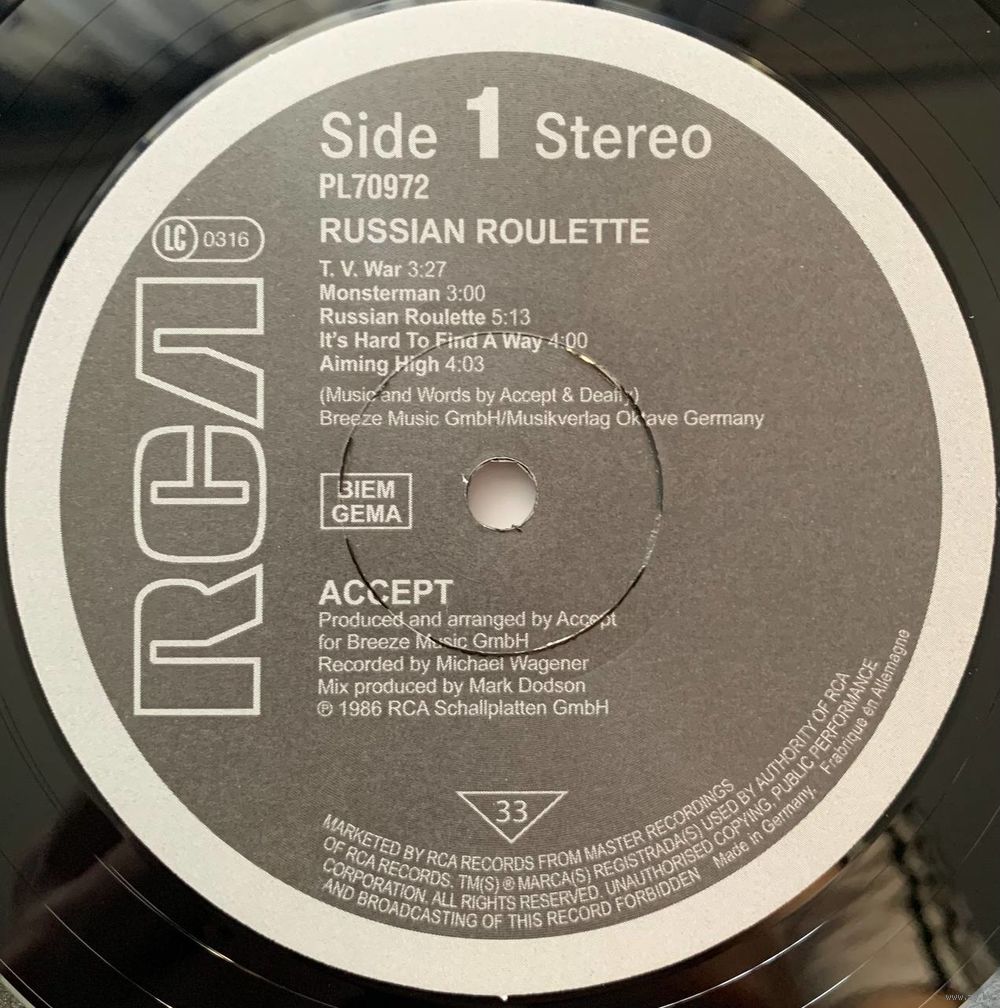 Side 1 Stereo
PL70972
LC 0316
RUSSIAN ROULETTE
T. V. War 3:27
Monsterman 3:00
Russian Roulette 5:13
It's Hard To Find A Way 4:00
Aiming High 4:03
(Music and Words by Accept & Deaffy)
Breeze Music GmbH/Musikverlag Oktave Germany
RCA
BIEM
GEMA
ACCEPT
Produced and arranged by Accept
for Breeze Music GmbH
Recorded by Michael Wagener
Mix produced by Mark Dodson
℗ 1986 RCA Schallplatten GmbH
33
MARKETED BY RCA RECORDS FROM MASTER RECORDINGS
OF RCA RECORDS. TM(S) ® MARCA(S) REGISTRADA(S) USED BY AUTHORITY OF RCA
CORPORATION. ALL RIGHTS RESERVED. UNAUTHORISED COPYING, PUBLIC PERFORMANCE
AND BROADCASTING OF THIS RECORD FORBIDDEN Made in Germany, Frabriqué en Allemagne